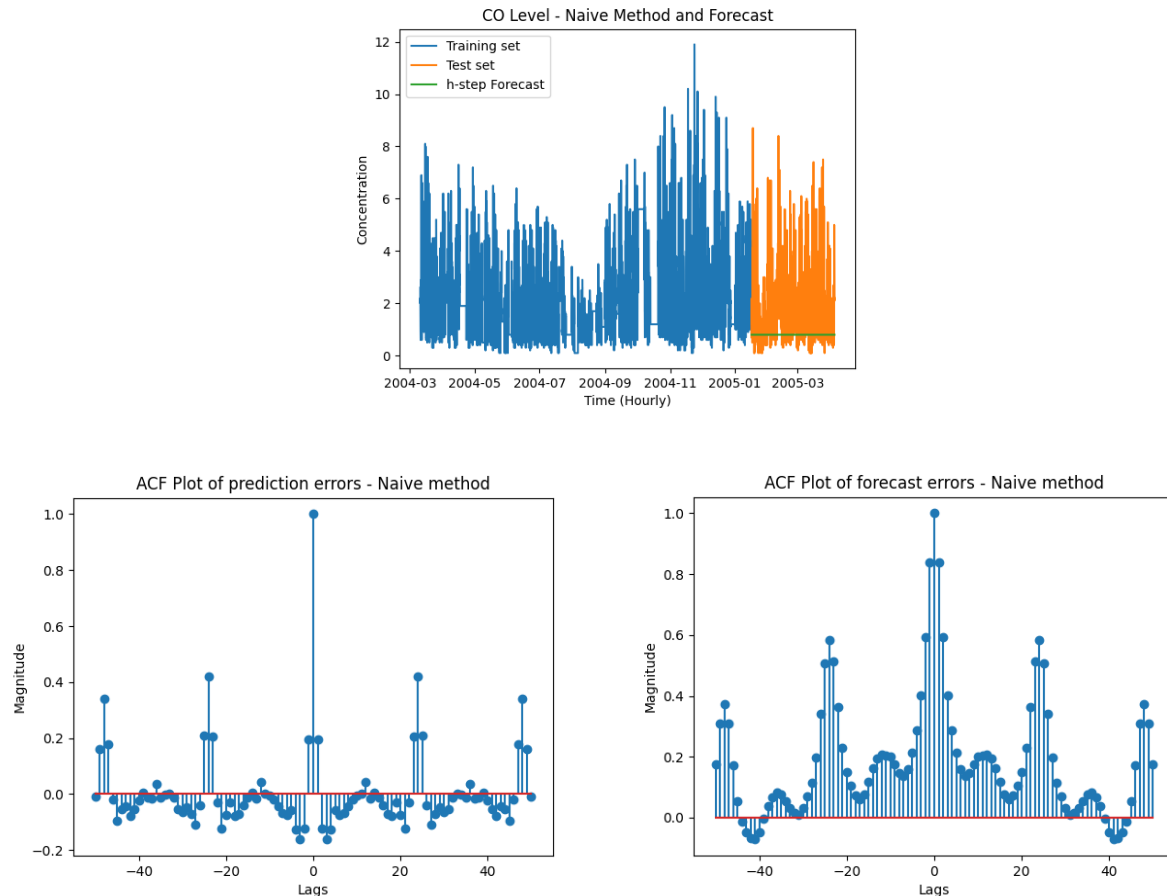 CO Level - Naive Method and Forecast
Training set
Test set
h-step Forecast
12
10
8
6
4
2
0
Concentration
2004-03 2004-05 2004-07 2004-09 2004-11 2005-01 2005-03
Time (Hourly)
ACF Plot of prediction errors - Naive method
1.0
0.8
0.6
0.4
0.2
0.0
−0.2
Magnitude
−40 −20 0 20 40
Lags
ACF Plot of forecast errors - Naive method
1.0
0.8
0.6
0.4
0.2
0.0
Magnitude
−40 −20 0 20 40
Lags